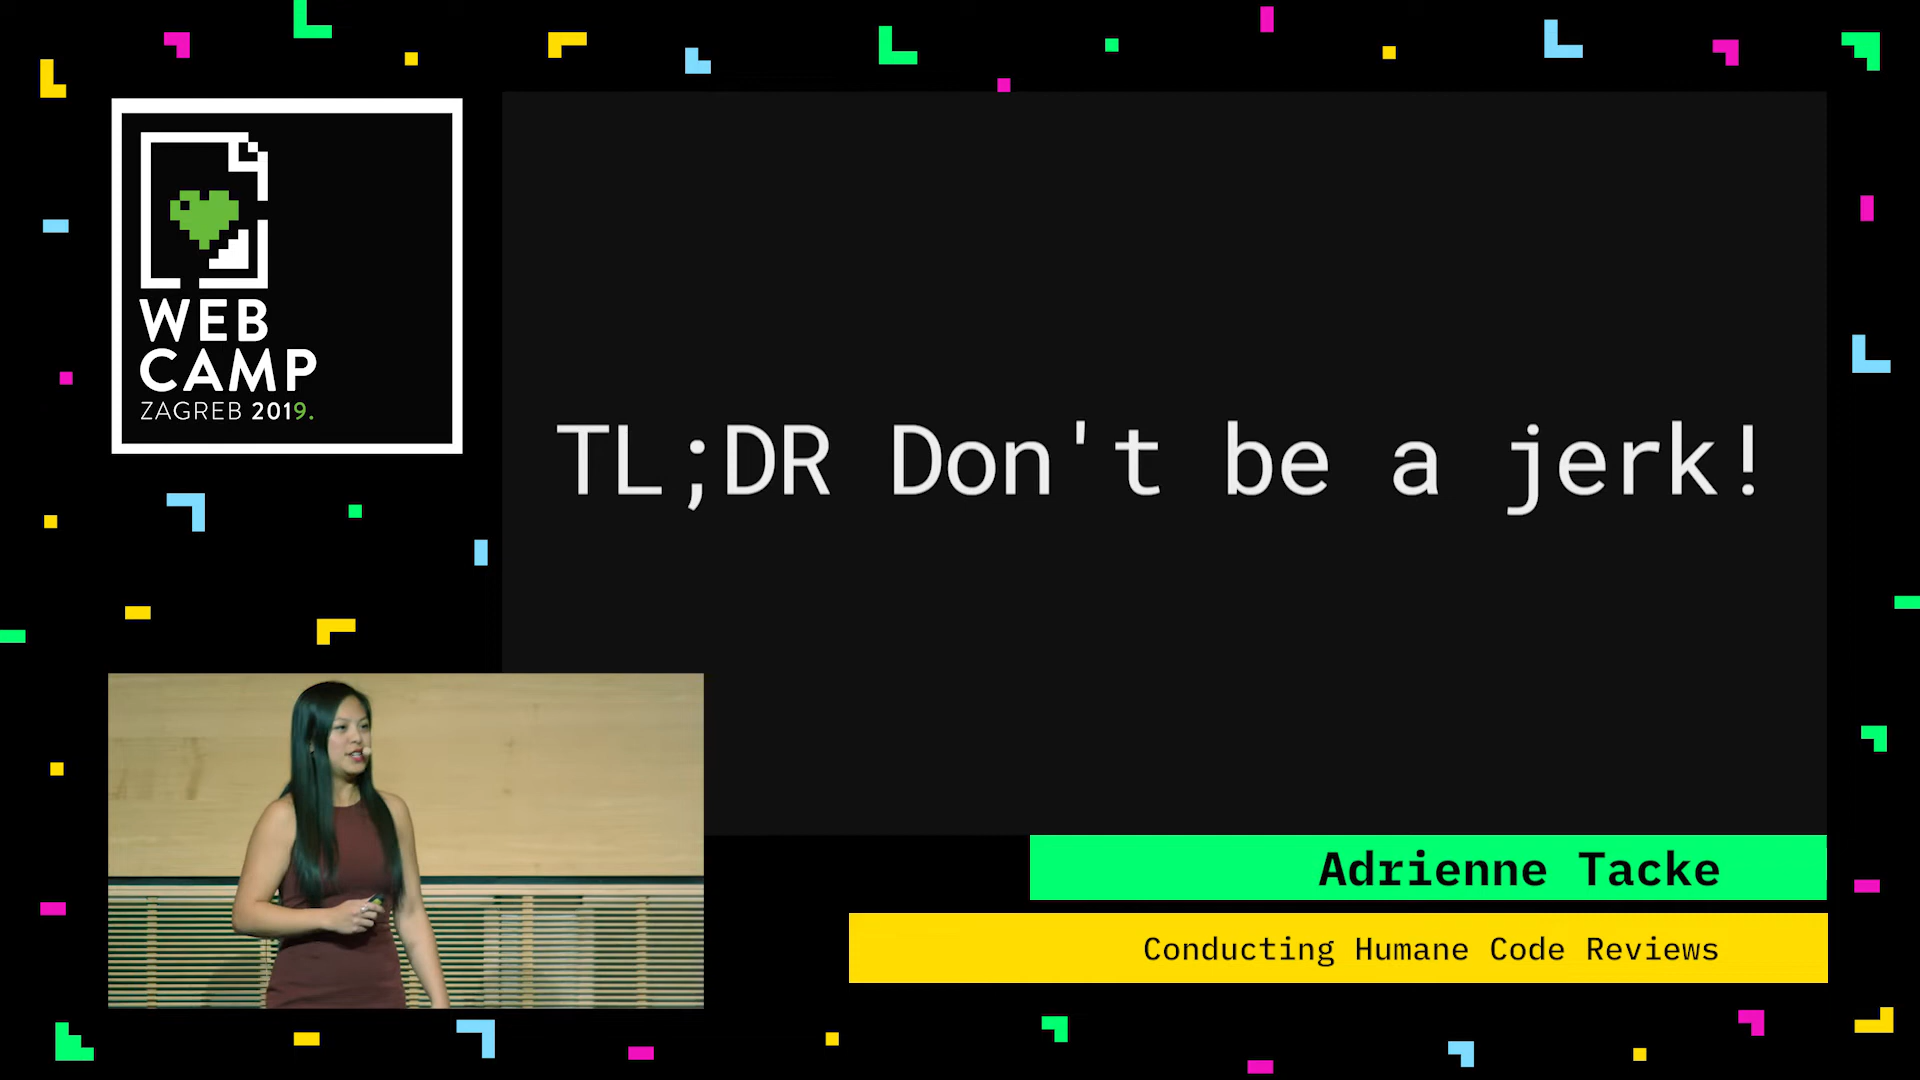 WEB
CAMP
ZAGREB 2019.
TL;DR Don't be a jerk!
Adrienne Tacke
Conducting Humane Code Reviews